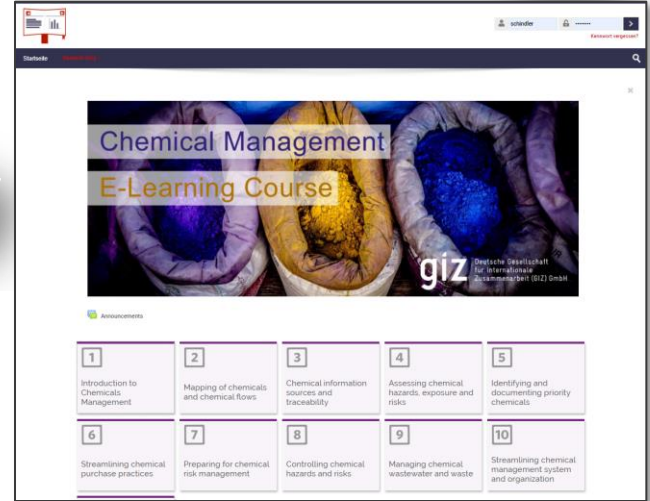 schindler
Kennwort vergessen?
Startseite
Chemical Management
E-Learning Course
giz Deutsche Gesellschaft
für Internationale
Zusammenarbeit (GIZ) GmbH
Announcements
1
Introduction to
Chemicals
Management
2
Mapping of chemicals
and chemical flows
3
Chemical information
sources and
traceability
4
Assessing chemical
hazards, exposure and
risks
5
Identifying and
documenting priority
chemicals
6
Streamlining chemical
purchase practices
7
Preparing for chemical
risk management
8
Controlling chemical
hazards and risks
9
Managing chemical
wastewater and waste
10
Streamlining chemical
management system
and organization